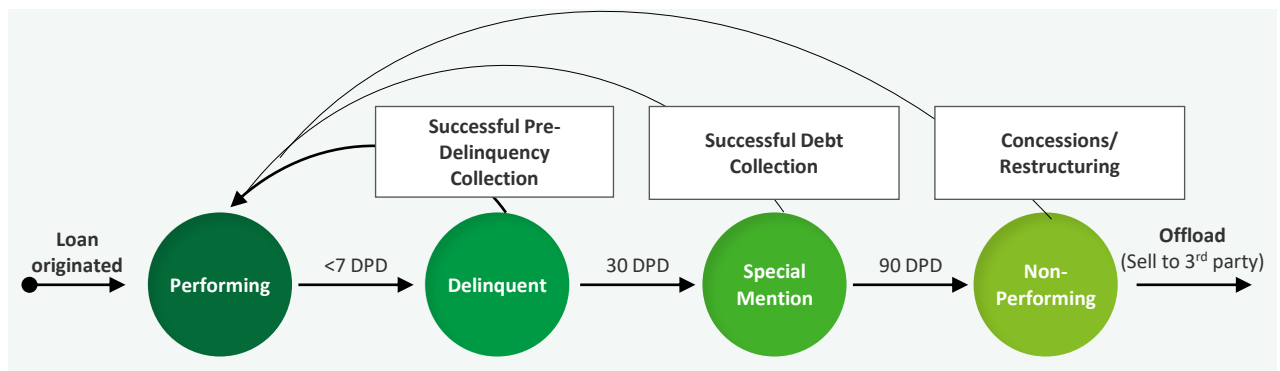 Successful Pre-
Delinquency
Collection
Successful Debt
Collection
Concessions/
Restructuring
Loan
originated
Performing
<7 DPD
Delinquent
30 DPD
Special
Mention
90 DPD
Non-
Performing
Offload
(Sell to 3rd party)